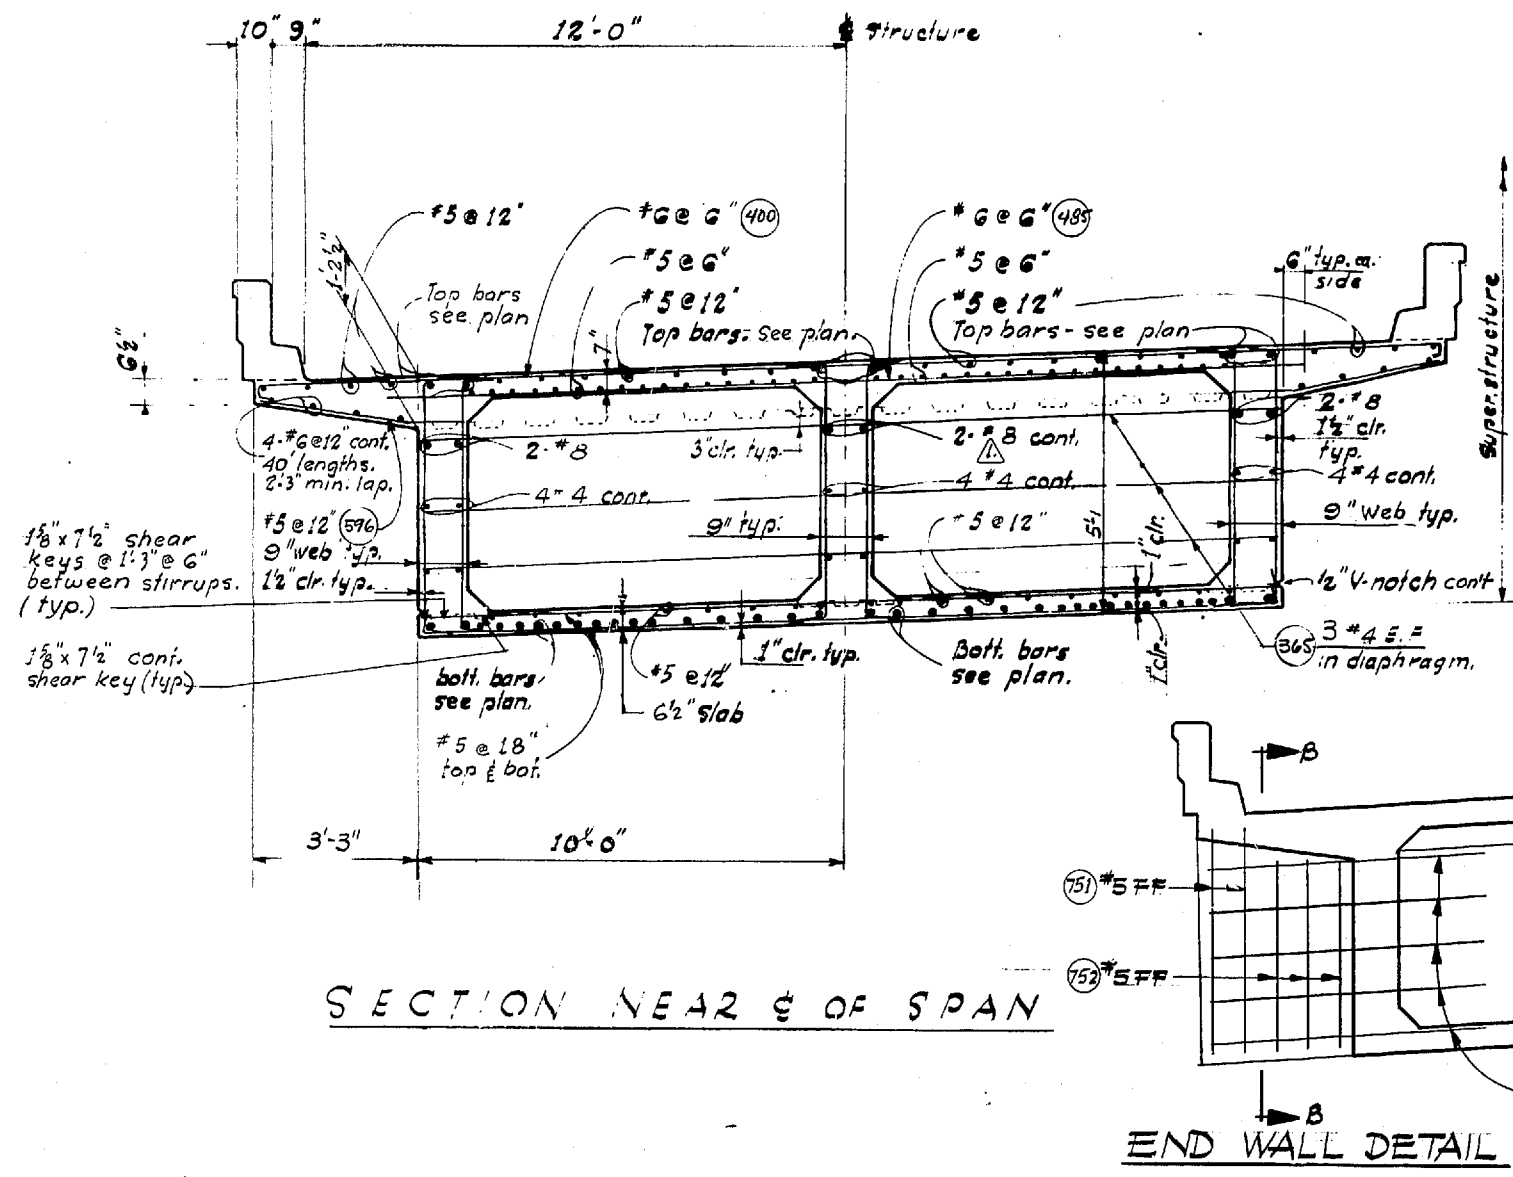 10" 9" 12'-0" ℄ Structure
#5 @ 12"
#6 @ 6" (400)
#6 @ 6" (485)
#5 @ 6"
#5 @ 6"
6" typ. ea.
side
1'-2½"
Top bars
see plan
#5 @ 12"
Top bars- see plan.
#5 @ 12"
Top bars - see plan
7"
6½"
Superstructure
4-#6@12" cont.
40' lengths.
2'-3" min. lap.
2-#8
3"clr. typ.
2-#8 cont.
1.
2-#8
1½" clr.
typ.
4-4 cont.
4 #4 cont.
4 #4 cont.
#5 @ 12" (596)
9" web typ.
1½" clr. typ.
9" typ.
#5 @ 12"
5'-1
1" clr.
9" web typ.
1⅝" x 7½" shear
keys @ 1'-3" @ 6"
between stirrups.
(typ.)
½" V-notch con't
1⅝" x 7½" cont.
shear key (typ)
bott. bars
see plan.
#5 @ 12"
6½" Slab
1" clr. typ.
Bott. bars
see plan.
1" clr.
(365) 3 #4 E.F.
in diaphragm.
#5 @ 18"
top & bot.
3'-3" 10'-0"
B
(751) #5 FF
(752) #5 FF
B
SECTION NEAR ℄ OF SPAN
END WALL DETAIL